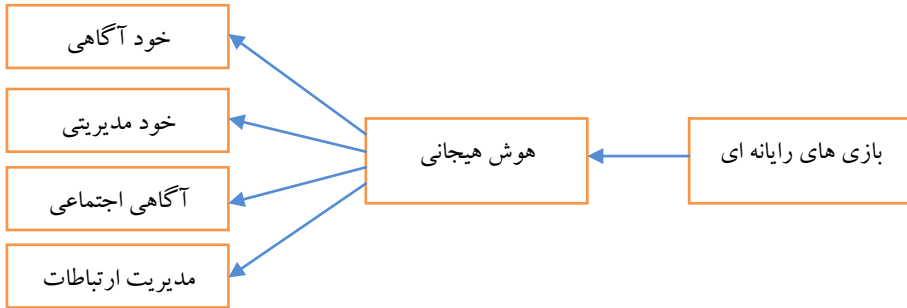 بازی های رایانه ای
هوش هیجانی
خود آگاهی
خود مدیریتی
آگاهی اجتماعی
مدیریت ارتباطات